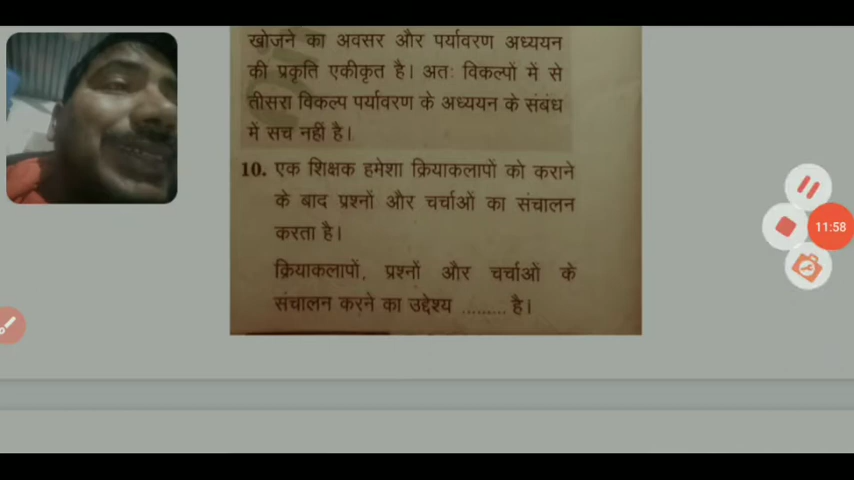 खोजने का अवसर और पर्यावरण अध्ययन
की प्रकृति एकीकृत है। अतः विकल्पों में से
तीसरा विकल्प पर्यावरण के अध्ययन के संबंध
में सच नहीं है।
10. एक शिक्षक हमेशा क्रियाकलापों को कराने
के बाद प्रश्नों और चर्चाओं का संचालन
करता है।
क्रियाकलापों, प्रश्नों और चर्चाओं के
संचालन करने का उद्देश्य ......... है।
11:58